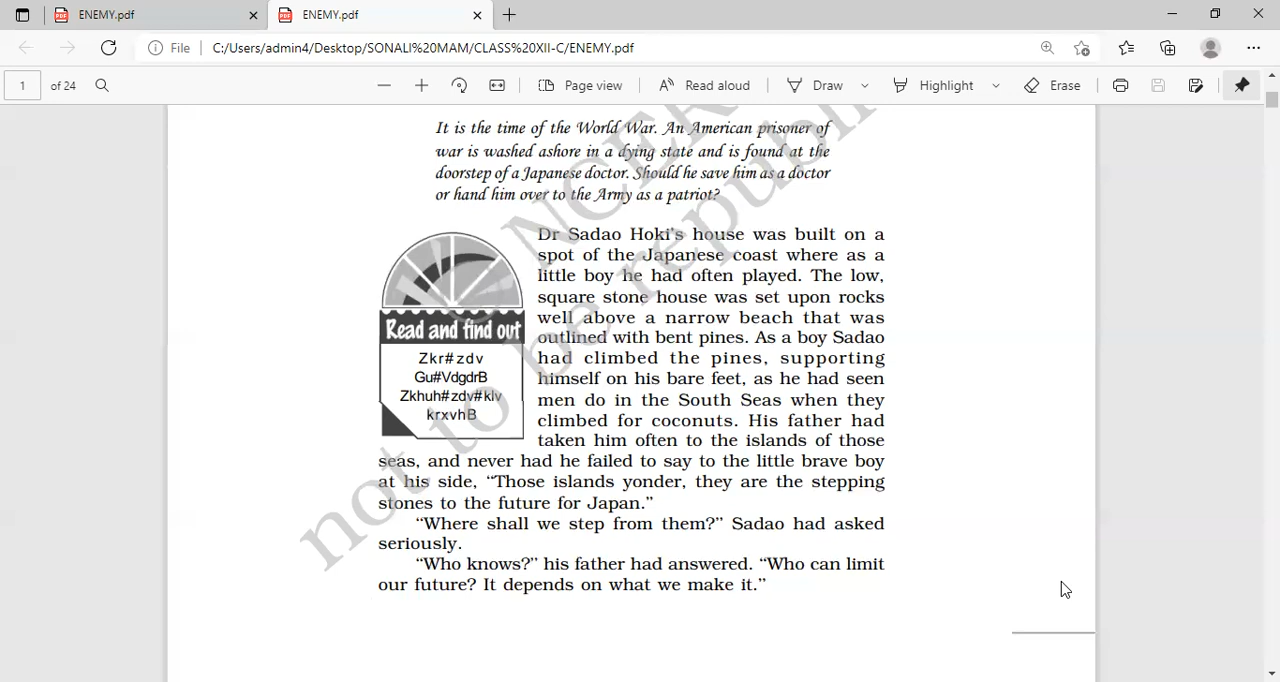 ENEMY.pdf
ENEMY.pdf
File
C:/Users/admin4/Desktop/SONALI%20MAM/CLASS%20XII-C/ENEMY.pdf
1 of 24
Page view
Read aloud
Draw
Highlight
Erase
It is the time of the World War. An American prisoner of
war is washed ashore in a dying state and is found at the
doorstep of a Japanese doctor. Should he save him as a doctor
or hand him over to the Army as a patriot?
Read and find out
Zkr#zdv
Gu#VdgdrB
Zkhuh#zdv#klv
krxvhB
Dr Sadao Hoki's house was built on a
spot of the Japanese coast where as a
little boy he had often played. The low,
square stone house was set upon rocks
well above a narrow beach that was
outlined with bent pines. As a boy Sadao
had climbed the pines, supporting
himself on his bare feet, as he had seen
men do in the South Seas when they
climbed for coconuts. His father had
taken him often to the islands of those
seas, and never had he failed to say to the little brave boy
at his side, “Those islands yonder, they are the stepping
stones to the future for Japan.”
“Where shall we step from them?” Sadao had asked
seriously.
“Who knows?” his father had answered. “Who can limit
our future? It depends on what we make it.”
© NCER
not to be republi